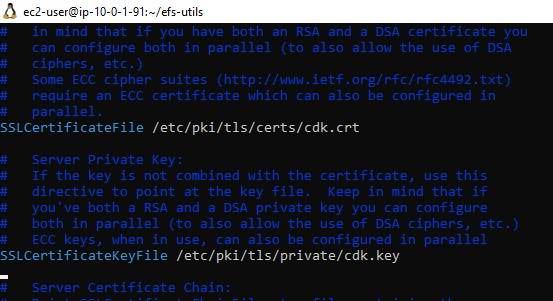 ec2-user@ip-10-0-1-91:~/efs-utils
#   in mind that if you have both an RSA and a DSA certificate you
#   can configure both in parallel (to also allow the use of DSA
#   ciphers, etc.)
#   Some ECC cipher suites (http://www.ietf.org/rfc/rfc4492.txt)
#   require an ECC certificate which can also be configured in
#   parallel.
SSLCertificateFile /etc/pki/tls/certs/cdk.crt
#   Server Private Key:
#   If the key is not combined with the certificate, use this
#   directive to point at the key file.  Keep in mind that if
#   you've both a RSA and a DSA private key you can configure
#   both in parallel (to also allow the use of DSA ciphers, etc.)
#   ECC keys, when in use, can also be configured in parallel
SSLCertificateKeyFile /etc/pki/tls/private/cdk.key
#   Server Certificate Chain: